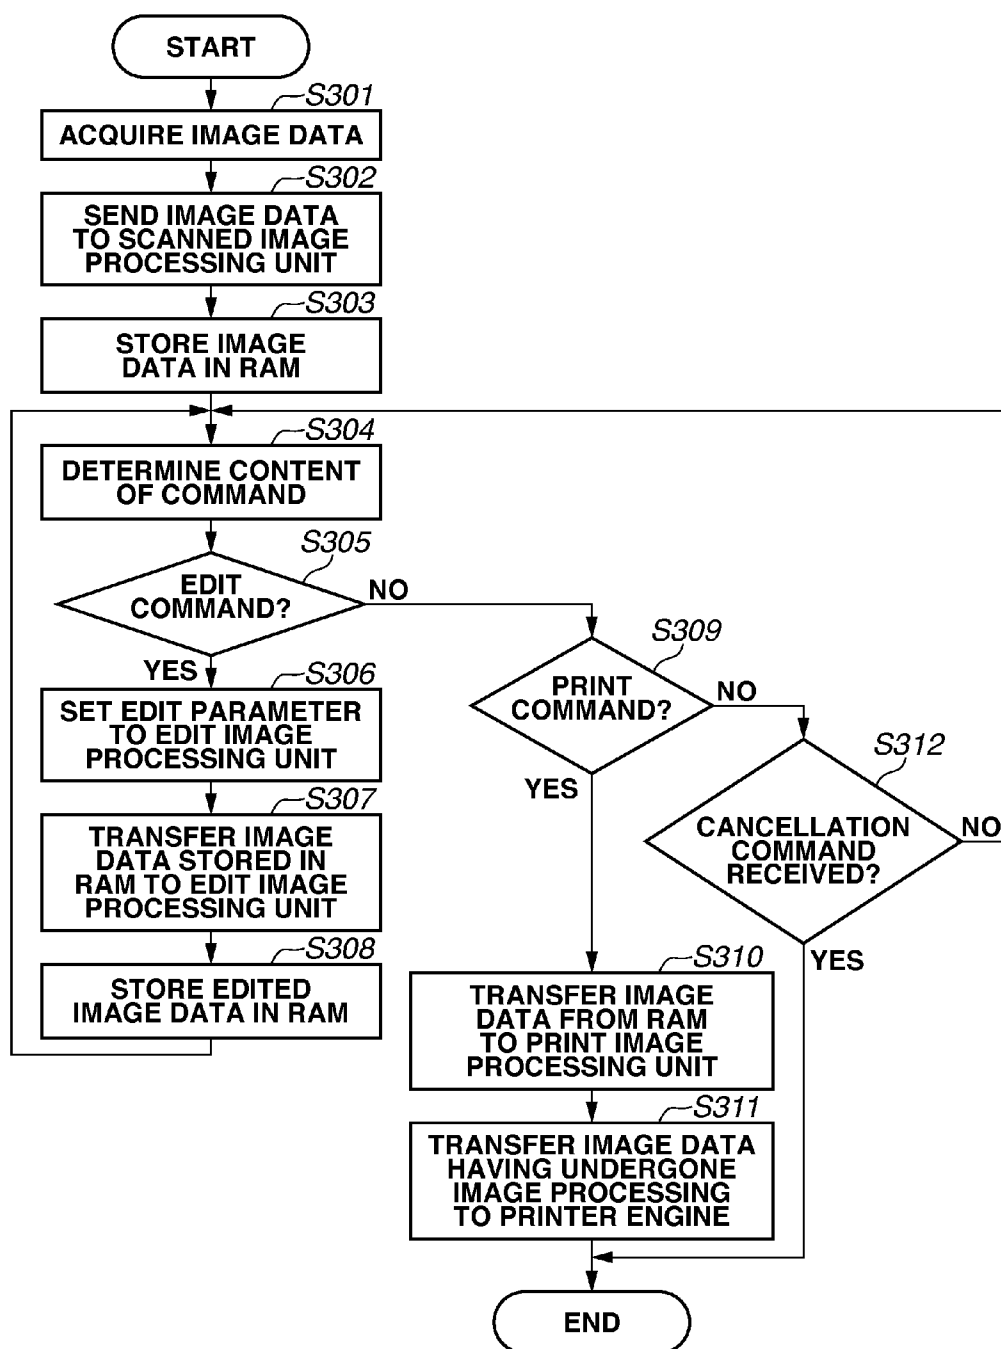 START
S301
ACQUIRE IMAGE DATA
S302
SEND IMAGE DATA
TO SCANNED IMAGE
PROCESSING UNIT
S303
STORE IMAGE
DATA IN RAM
S304
DETERMINE CONTENT
OF COMMAND
S305
EDIT
COMMAND?
NO
YES
S306
SET EDIT PARAMETER
TO EDIT IMAGE
PROCESSING UNIT
S307
TRANSFER IMAGE
DATA STORED IN
RAM TO EDIT IMAGE
PROCESSING UNIT
S308
STORE EDITED
IMAGE DATA IN RAM
S309
PRINT
COMMAND?
NO
YES
S312
CANCELLATION
COMMAND
RECEIVED?
NO
YES
S310
TRANSFER IMAGE
DATA FROM RAM
TO PRINT IMAGE
PROCESSING UNIT
S311
TRANSFER IMAGE DATA
HAVING UNDERGONE
IMAGE PROCESSING
TO PRINTER ENGINE
END